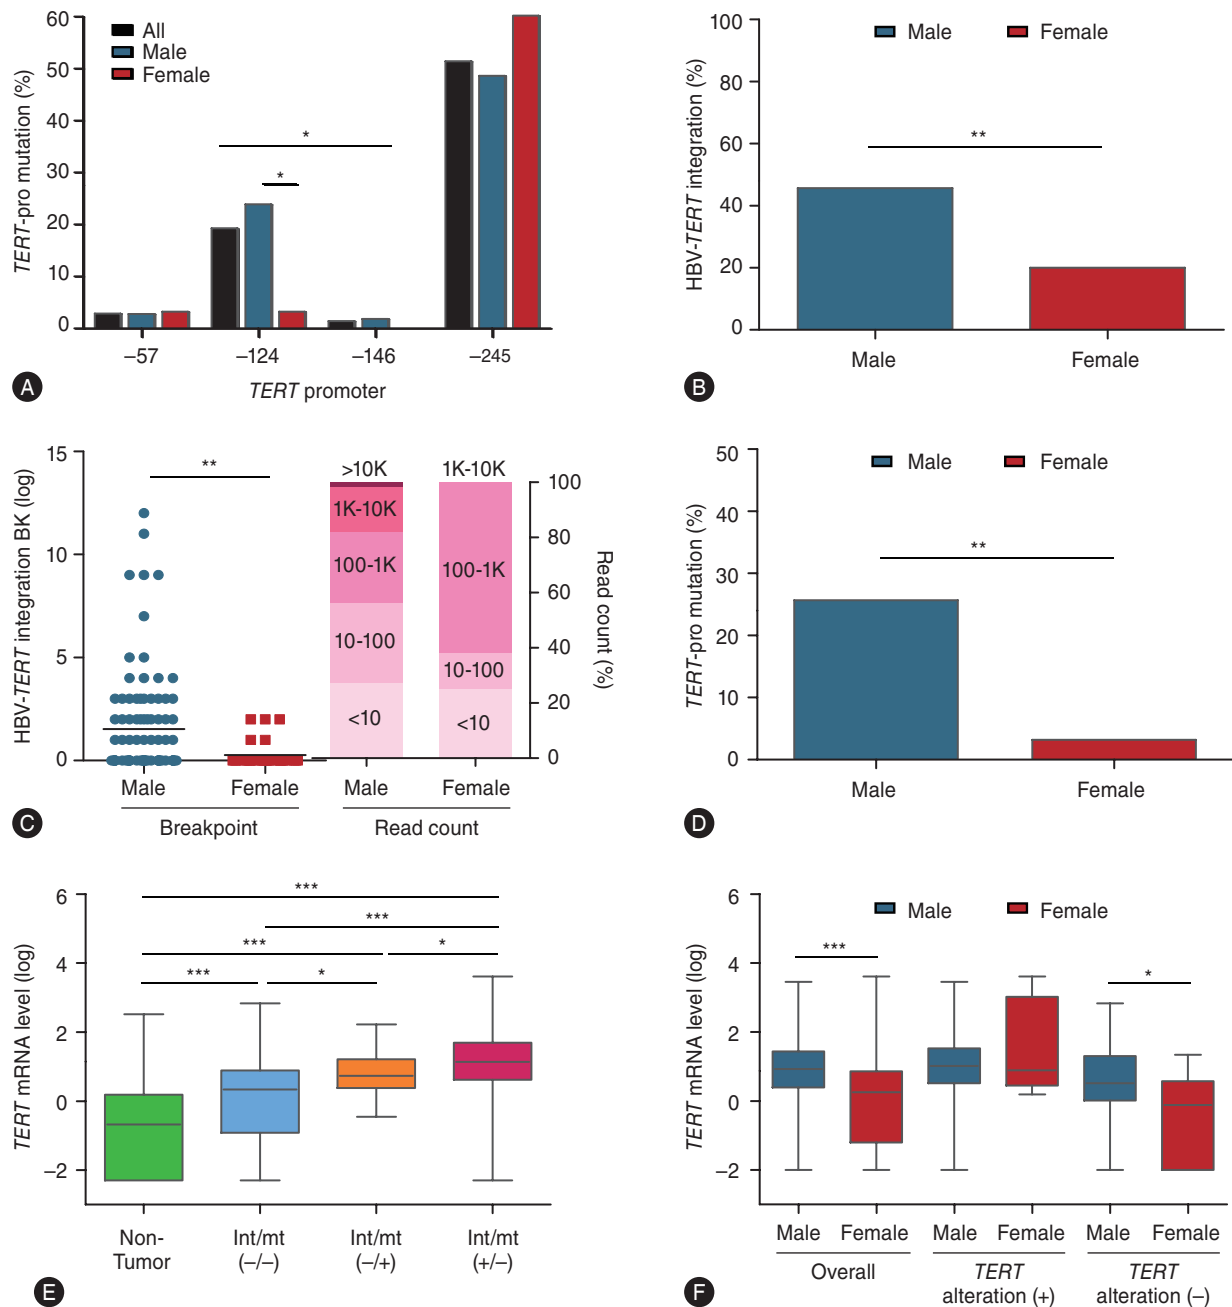 TERT-pro mutation (%)
60
50
40
30
20
10
0
All
Male
Female
*
*
–57
–124
–146
–245
TERT promoter
A
HBV-TERT integration (%)
100
80
60
40
20
0
Male
Female
**
Male
Female
B
HBV-TERT integration BK (log)
15
10
5
0
**
>10K
1K-10K
100-1K
10-100
<10
1K-10K
100-1K
10-100
<10
100
80
60
40
20
0
Read count (%)
Male
Female
Male
Female
Breakpoint
Read count
C
TERT-pro mutation (%)
50
40
30
20
10
0
Male
Female
**
Male
Female
D
TERT mRNA level (log)
6
4
2
0
–2
***
***
***
*
***
*
Non-
Tumor
Int/mt
(–/–)
Int/mt
(–/+)
Int/mt
(+/–)
E
TERT mRNA level (log)
6
4
2
0
–2
Male
Female
***
*
Male
Female
Male
Female
Male
Female
Overall
TERT
alteration (+)
TERT
alteration (–)
F